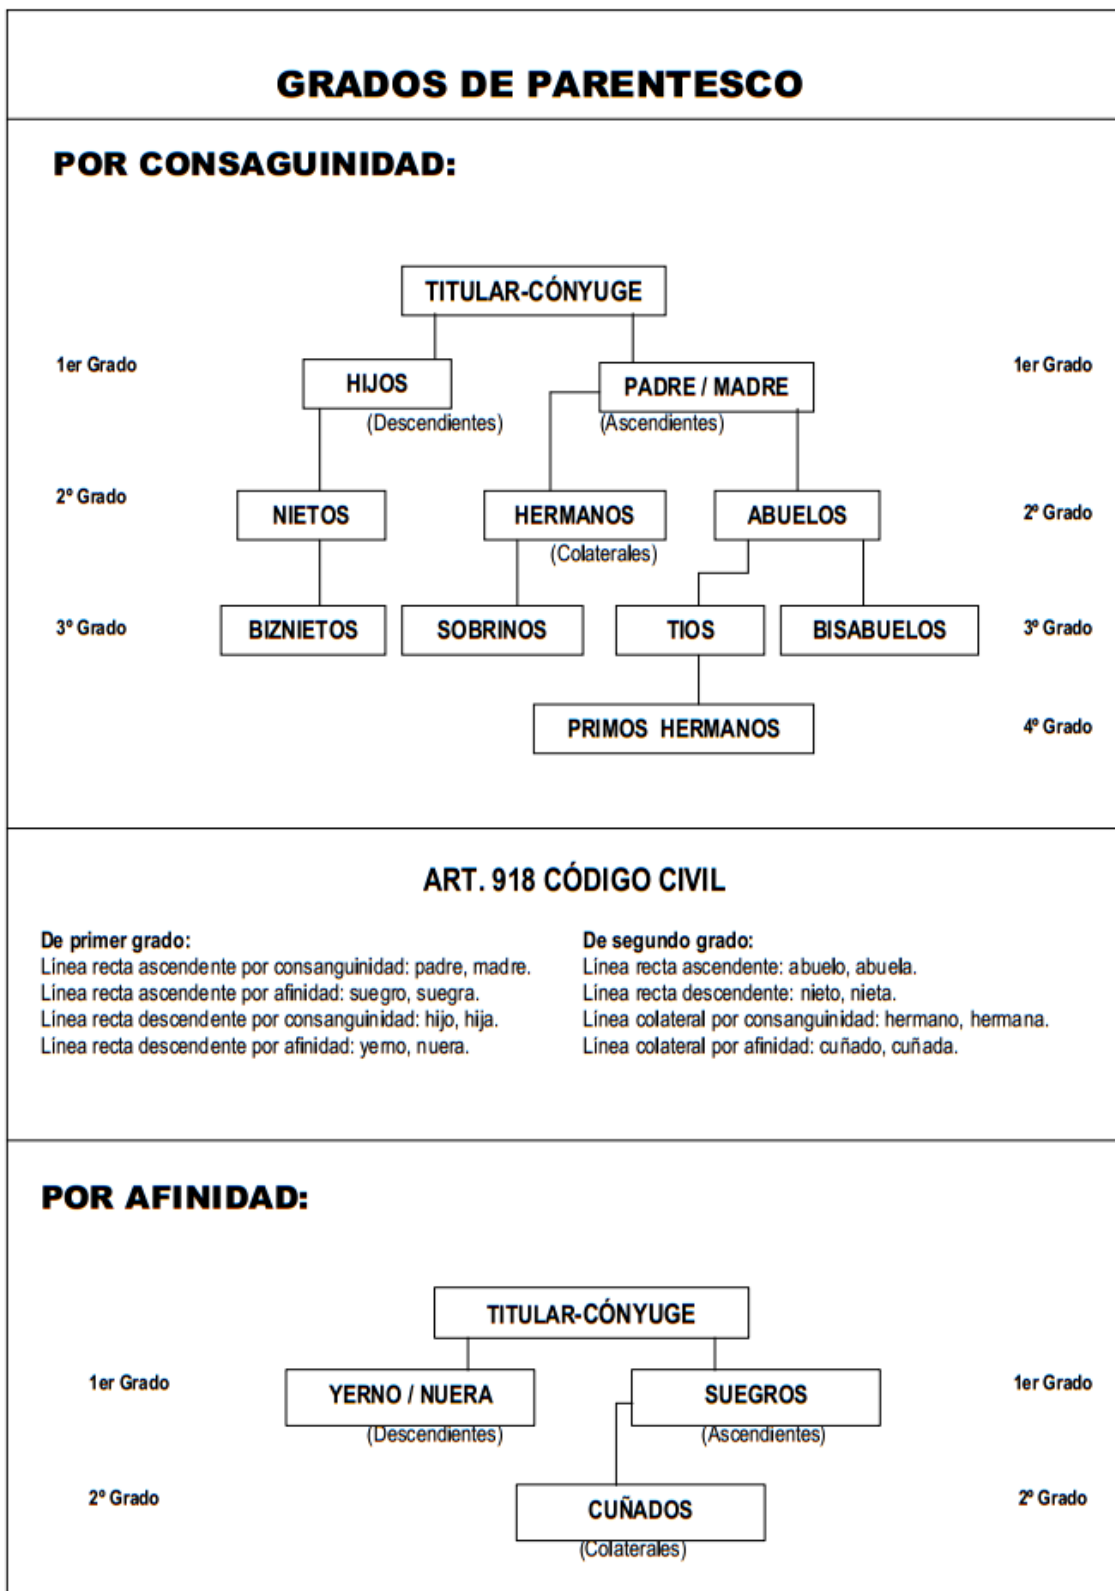 GRADOS DE PARENTESCO
POR CONSAGUINIDAD:
TITULAR-CÓNYUGE
1er Grado
HIJOS
PADRE / MADRE
1er Grado
(Descendientes)
(Ascendientes)
2º Grado
NIETOS
HERMANOS
ABUELOS
2º Grado
(Colaterales)
3º Grado
BIZNIETOS
SOBRINOS
TIOS
BISABUELOS
3º Grado
PRIMOS HERMANOS
4º Grado
ART. 918 CÓDIGO CIVIL
De primer grado:
Línea recta ascendente por consanguinidad: padre, madre.
Línea recta ascendente por afinidad: suegro, suegra.
Línea recta descendente por consanguinidad: hijo, hija.
Línea recta descendente por afinidad: yerno, nuera.
De segundo grado:
Línea recta ascendente: abuelo, abuela.
Línea recta descendente: nieto, nieta.
Línea colateral por consanguinidad: hermano, hermana.
Línea colateral por afinidad: cuñado, cuñada.
POR AFINIDAD:
TITULAR-CÓNYUGE
1er Grado
YERNO / NUERA
SUEGROS
1er Grado
(Descendientes)
(Ascendientes)
2º Grado
CUÑADOS
2º Grado
(Colaterales)